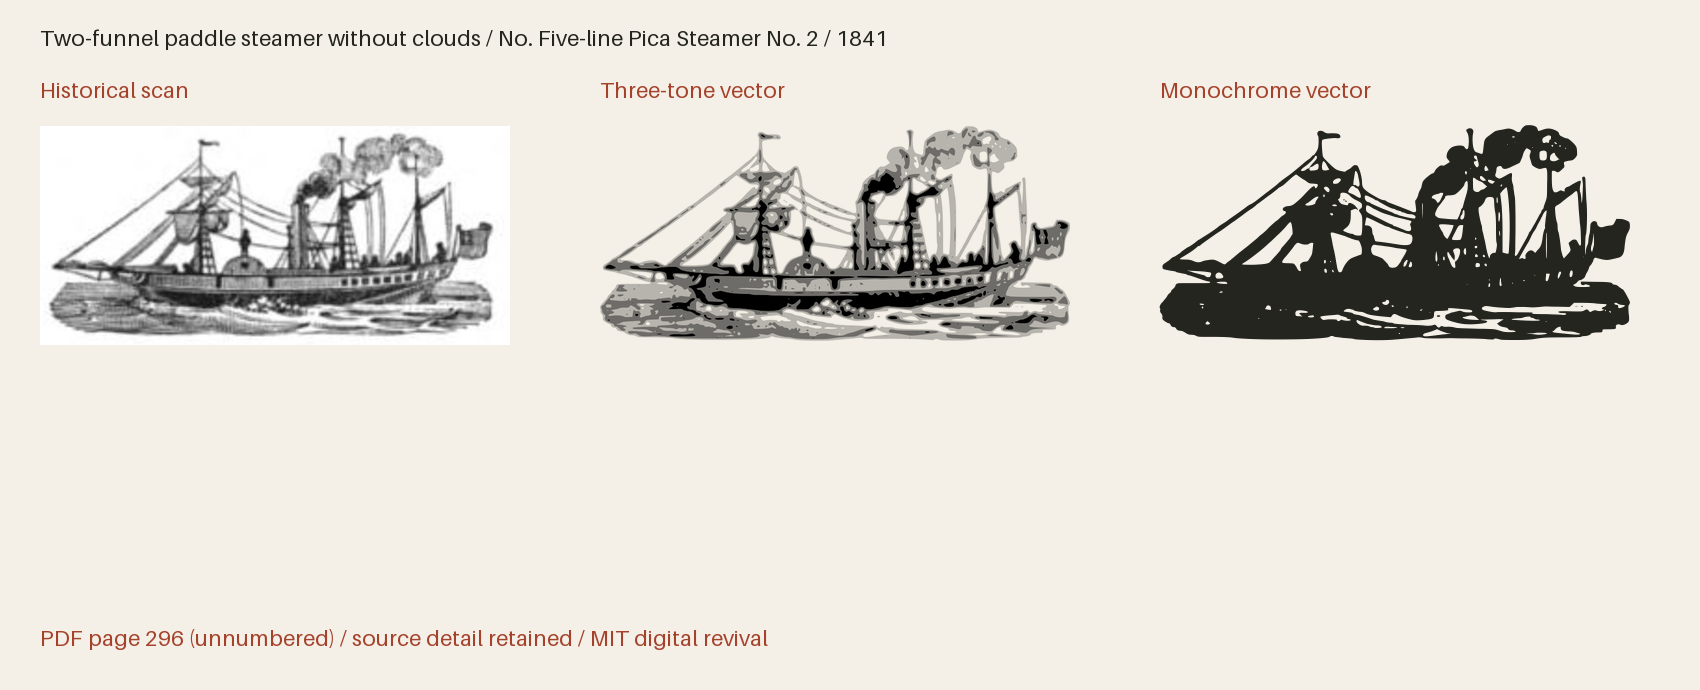 Two-funnel paddle steamer without clouds / No. Five-line Pica Steamer No. 2 / 1841
Historical scan
Three-tone vector
Monochrome vector
PDF page 296 (unnumbered) / source detail retained / MIT digital revival